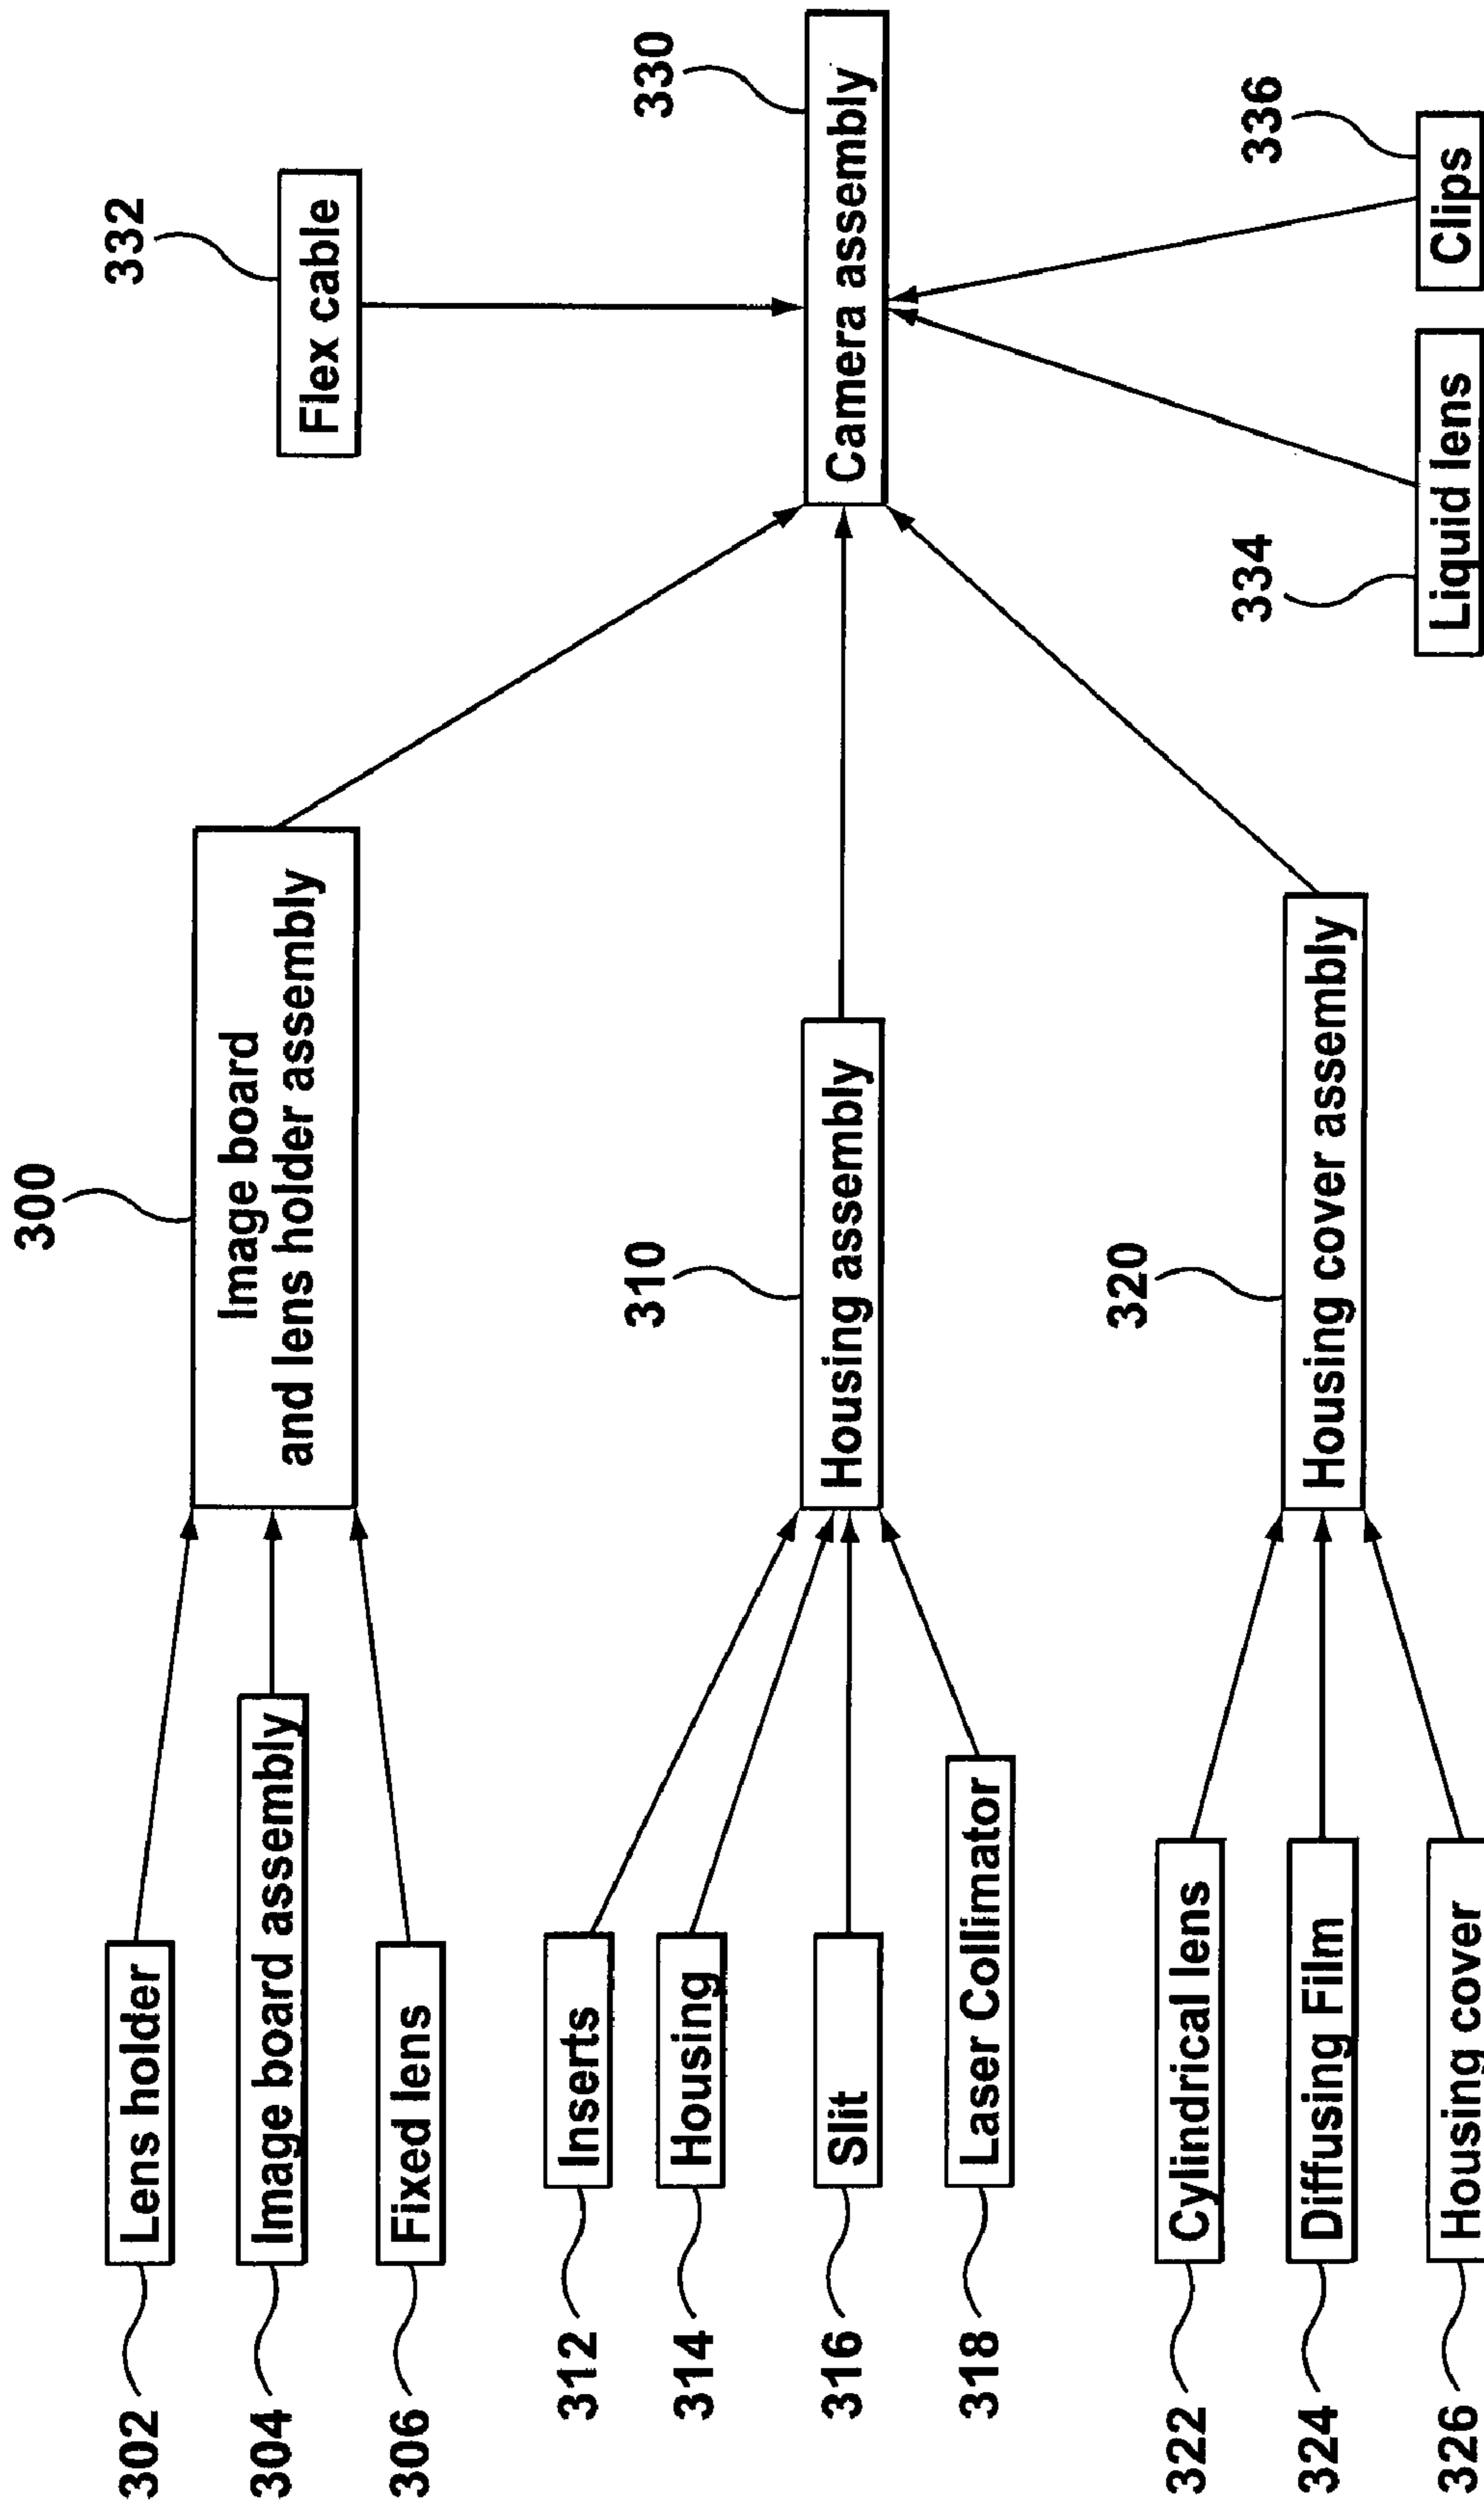 300
332
302
Lens holder
Image board
and lens holder assembly
Flex cable
304
Image board assembly
306
Fixed lens
312
Inserts
310
330
314
Housing
Housing assembly
Camera assembly
316
Slit
318
Laser Collimator
320
322
Cylindrical lens
334
336
324
Diffusing Film
Housing cover assembly
326
Housing cover
Liquid lens
Clips